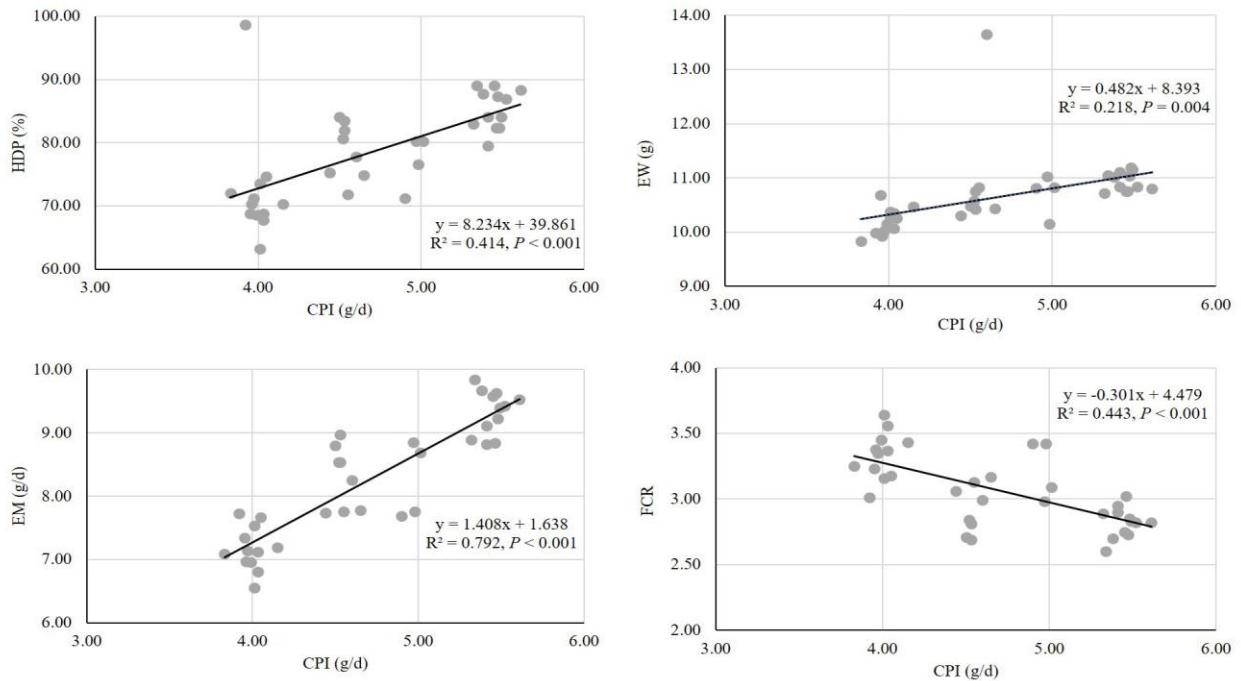 100.00
90.00
80.00
70.00
60.00
HDP (%)
y = 8.234x + 39.861
R² = 0.414, P < 0.001
3.00 4.00 5.00 6.00
CPI (g/d)
14.00
13.00
12.00
11.00
10.00
9.00
EW (g)
y = 0.482x + 8.393
R² = 0.218, P = 0.004
3.00 4.00 5.00 6.00
CPI (g/d)
10.00
9.00
8.00
7.00
6.00
EM (g/d)
y = 1.408x + 1.638
R² = 0.792, P < 0.001
3.00 4.00 5.00 6.00
CPI (g/d)
4.00
3.50
3.00
2.50
2.00
FCR
y = -0.301x + 4.479
R² = 0.443, P < 0.001
3.00 4.00 5.00 6.00
CPI (g/d)